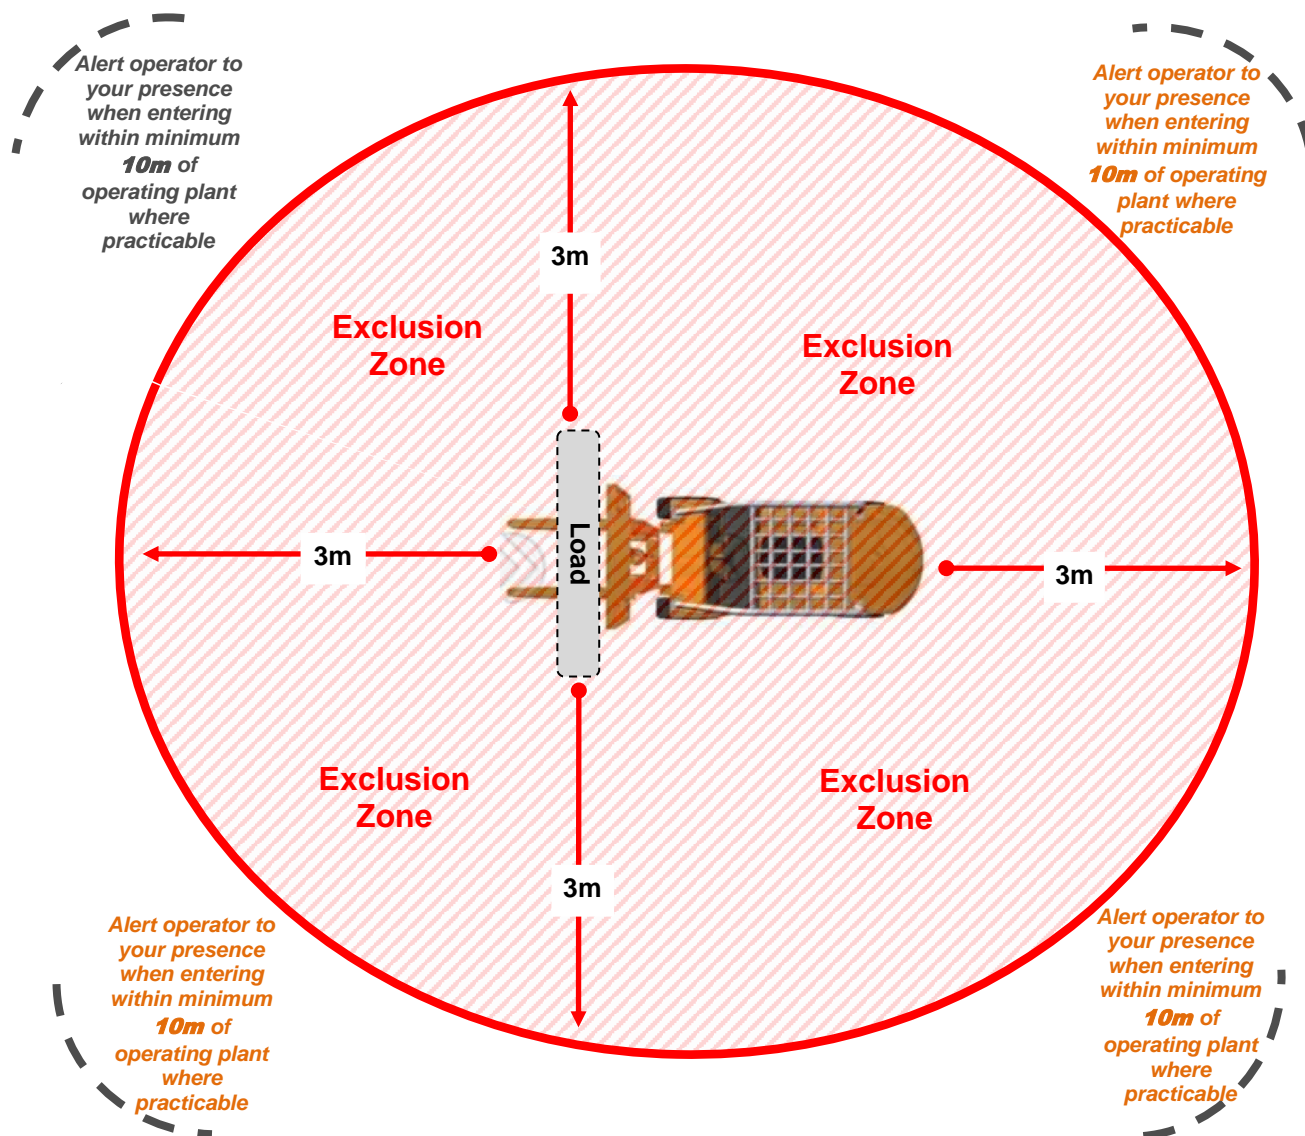 Alert operator to
your presence
when entering
within minimum
10m of
operating plant
where
practicable
Alert operator to
your presence
when entering
within minimum
10m of operating
plant where
practicable
3m
Exclusion
Zone
Exclusion
Zone
Load
3m
3m
Exclusion
Zone
Exclusion
Zone
3m
Alert operator to
your presence
when entering
within minimum
10m of
operating plant
where
practicable
Alert operator to
your presence
when entering
within minimum
10m of
operating plant
where
practicable